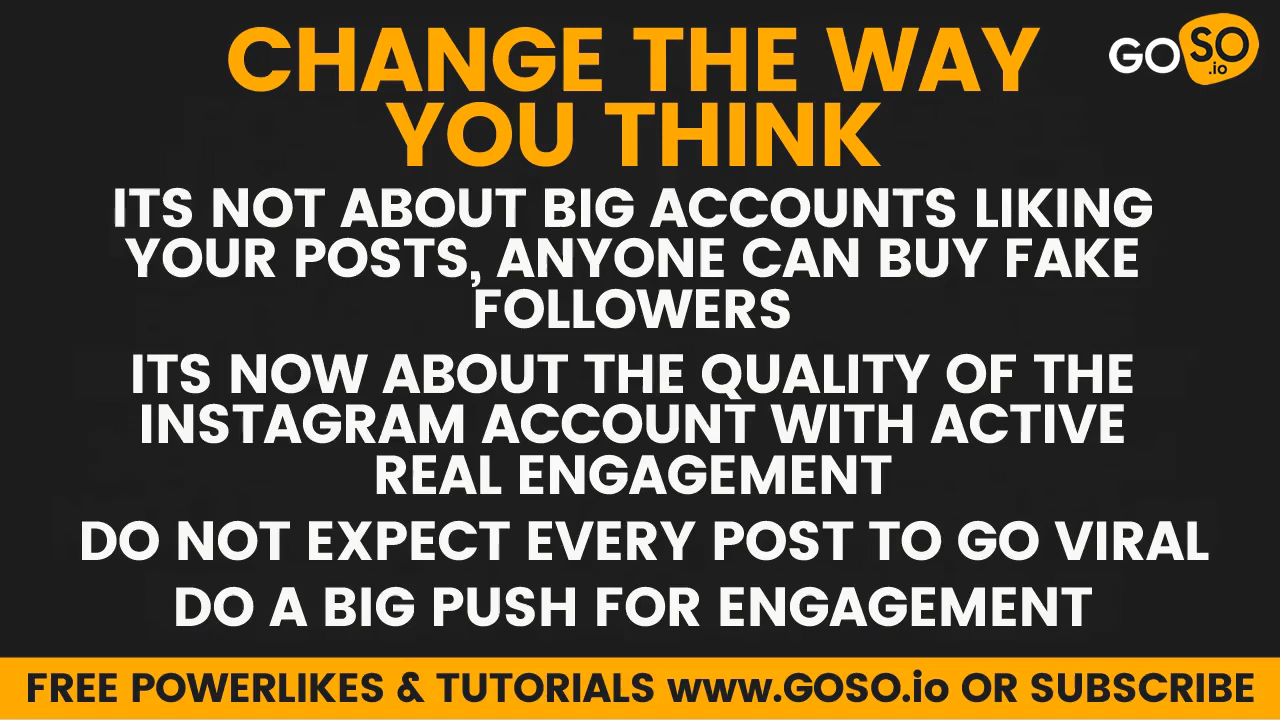 CHANGE THE WAY
YOU THINK
GOSO
.io
ITS NOT ABOUT BIG ACCOUNTS LIKING
YOUR POSTS, ANYONE CAN BUY FAKE
FOLLOWERS
ITS NOW ABOUT THE QUALITY OF THE
INSTAGRAM ACCOUNT WITH ACTIVE
REAL ENGAGEMENT
DO NOT EXPECT EVERY POST TO GO VIRAL
DO A BIG PUSH FOR ENGAGEMENT
FREE POWERLIKES & TUTORIALS www.GOSO.io OR SUBSCRIBE